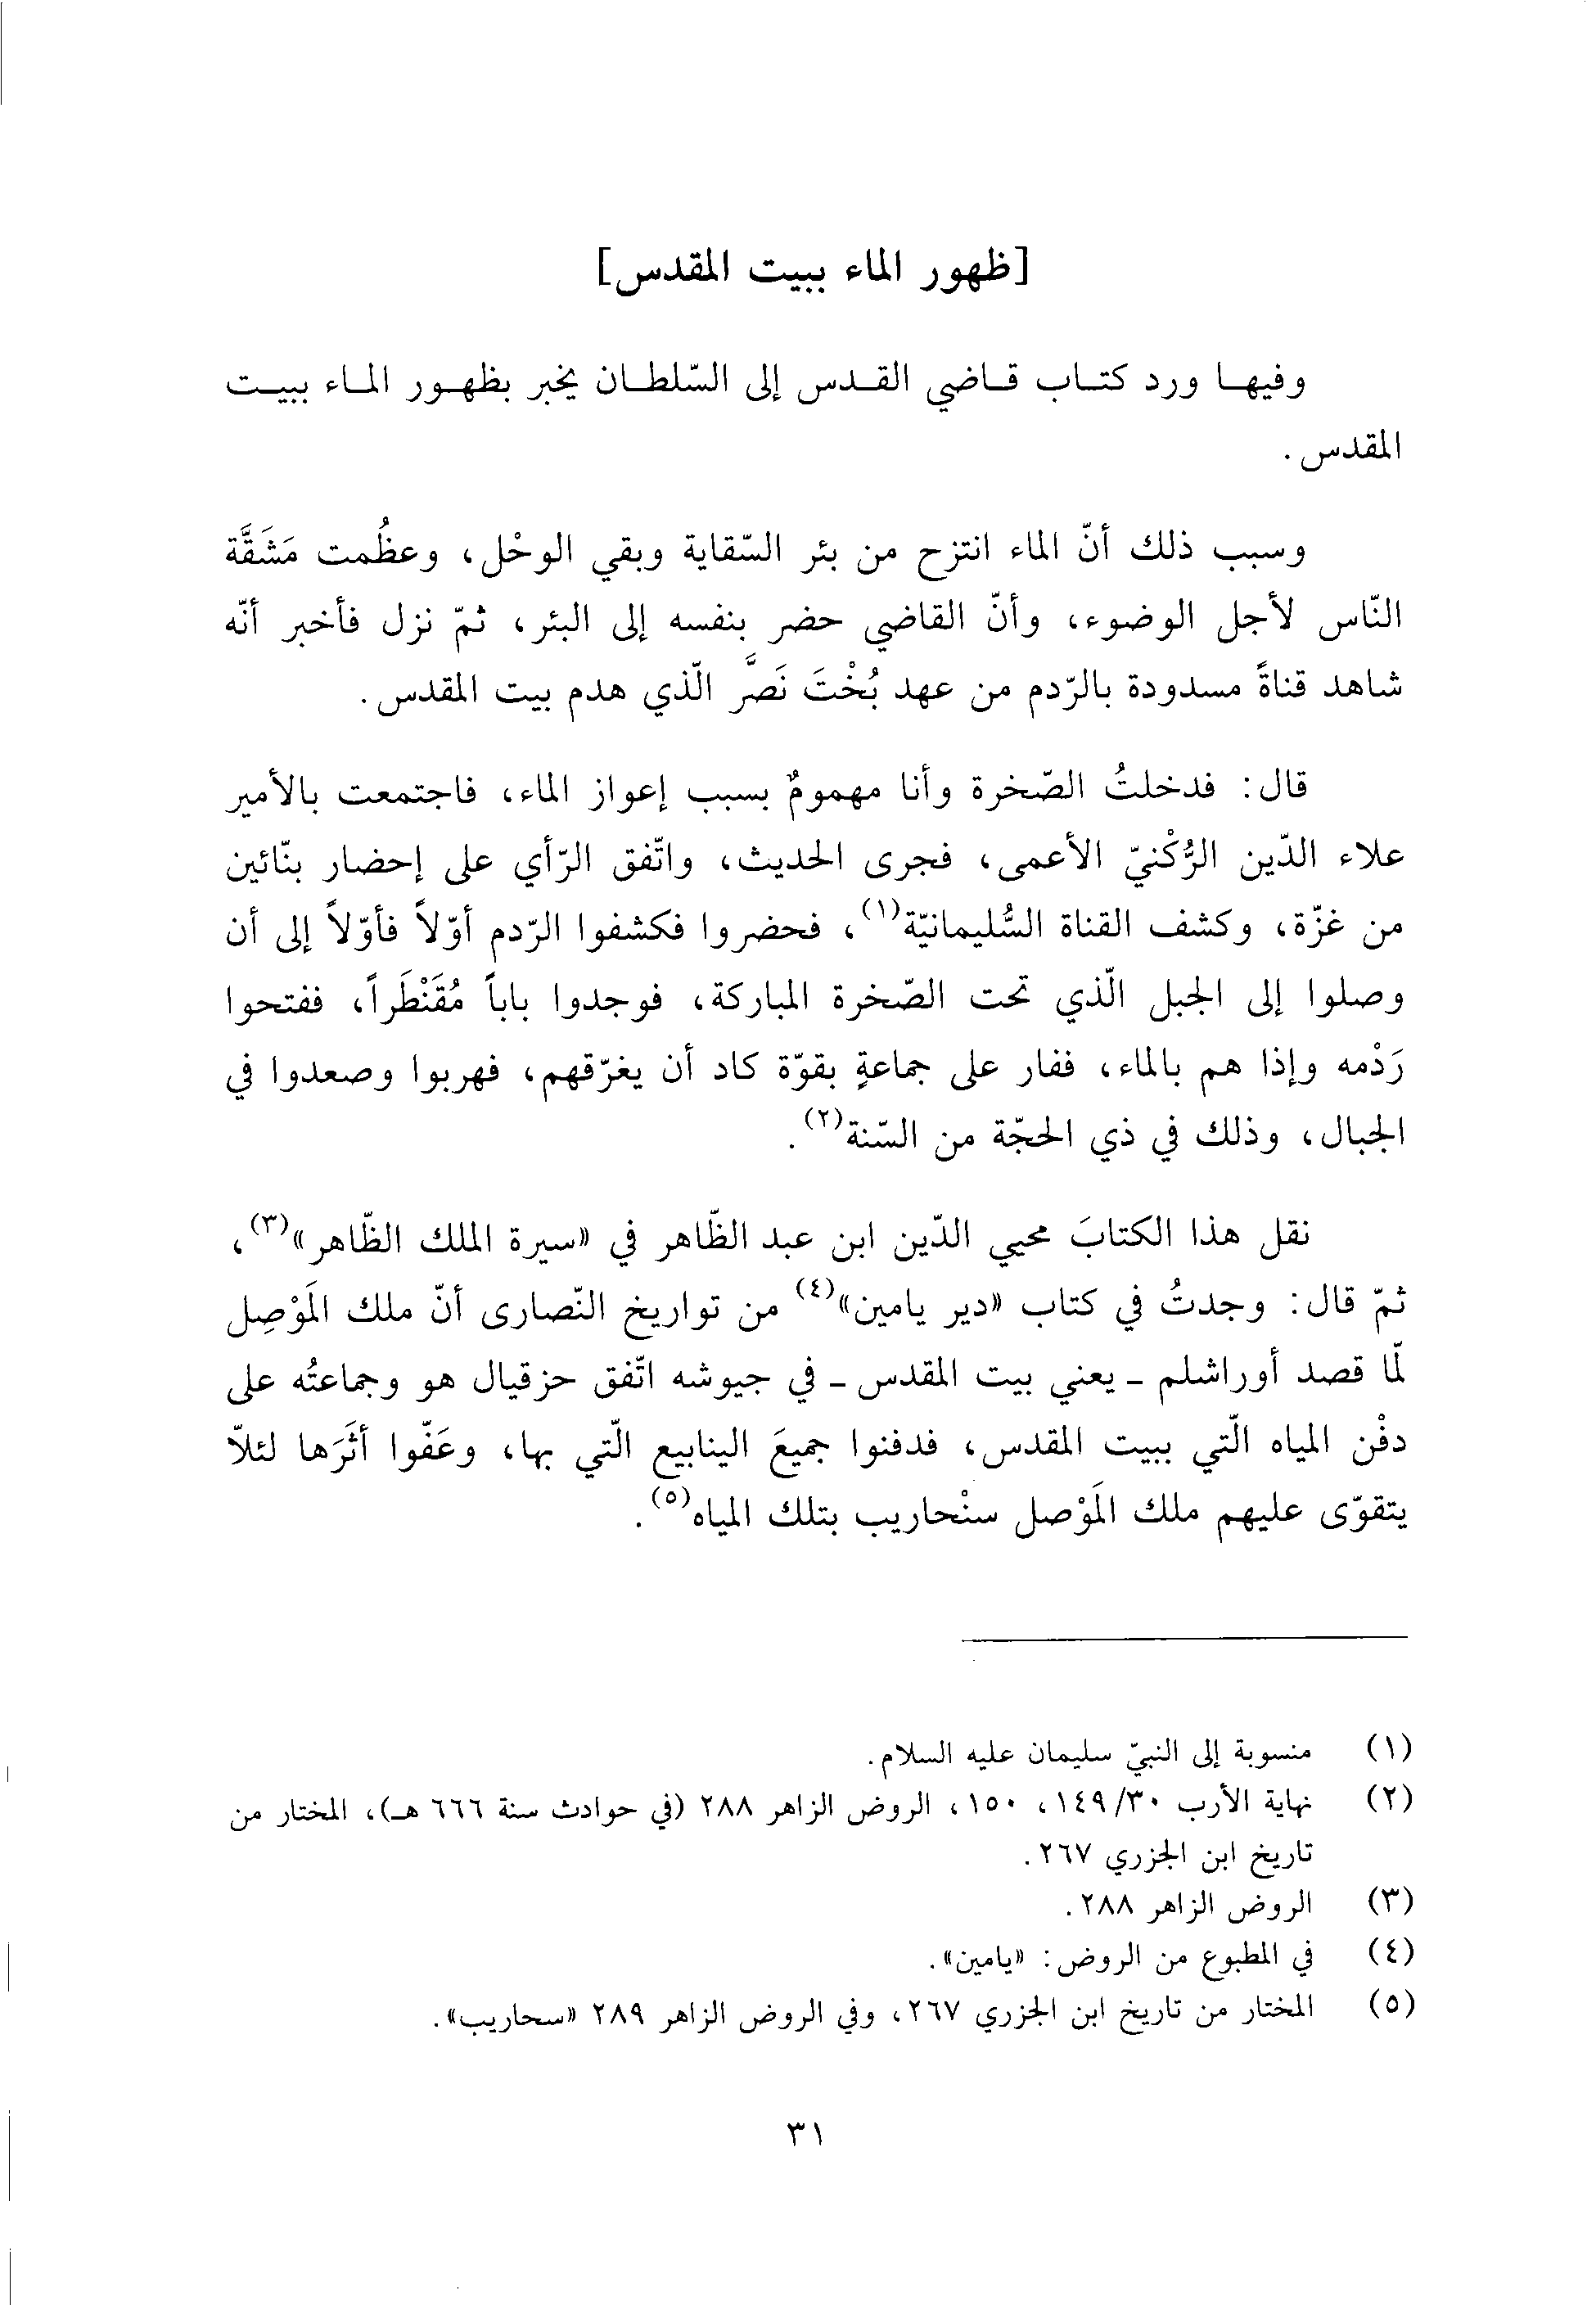 [ظهور الماء ببيت المقدس]
وفيها ورد كتاب قاضي القدس إلى السّلطان يخبر بظهور الماء ببيت
المقدس.
وسبب ذلك أنّ الماء انتزح من بئر السّقاية وبقي الوحْل، وعظُمت مَشَقَّة
النّاس لأجل الوضوء، وأنّ القاضي حضر بنفسه إلى البئر، ثمّ نزل فأخبر أنّه
شاهد قناةً مسدودة بالرّدم من عهد بُخْتَ نَصَّر الّذي هدم بيت المقدس.
قال: فدخلتُ الصّخرة وأنا مهمومٌ بسبب إعواز الماء، فاجتمعت بالأمير
علاء الدّين الرُّكْنيّ الأعمى، فجرى الحديث، واتّفق الرّأي على إحضار بنّائين
من غزّة، وكشف القناة السُّليمانيّة(١)، فحضروا فكشفوا الرّدم أوّلاً فأوّلاً إلى أن
وصلوا إلى الجبل الّذي تحت الصّخرة المباركة، فوجدوا باباً مُقَنْطَراً، ففتحوا
رَدْمه وإذا هم بالماء، ففار على جماعةٍ بقوّة كاد أن يغرّقهم، فهربوا وصعدوا في
الجبال، وذلك في ذي الحجّة من السّنة(٢).
نقل هذا الكتابَ محيي الدّين ابن عبد الظّاهر في «سيرة الملك الظّاهر»(٣)،
ثمّ قال: وجدتُ في كتاب «دير يامين»(٤) من تواريخ النّصارى أنّ ملك المَوْصِل
لمّا قصد أوراشلم - يعني بيت المقدس - في جيوشه اتّفق حزقيال هو وجماعتُه على
دفْن المياه الّتي ببيت المقدس، فدفنوا جميعَ الينابيع الّتي بها، وعَفّوا أثَرَها لئلاّ
يتقوّى عليهم ملك المَوْصل سنْحاريب بتلك المياه(٥).
(١) منسوبة إلى النبيّ سليمان عليه السلام.
(٢) نهاية الأرب ١٤٩/٣٠، ١٥٠، الروض الزاهر ٢٨٨ (في حوادث سنة ٦٦٦ هـ)، المختار من
تاريخ ابن الجزري ٢٦٧.
(٣) الروض الزاهر ٢٨٨.
(٤) في المطبوع من الروض: «يامين».
(٥) المختار من تاريخ ابن الجزري ٢٦٧، وفي الروض الزاهر ٢٨٩ «سحاريب».
٣١